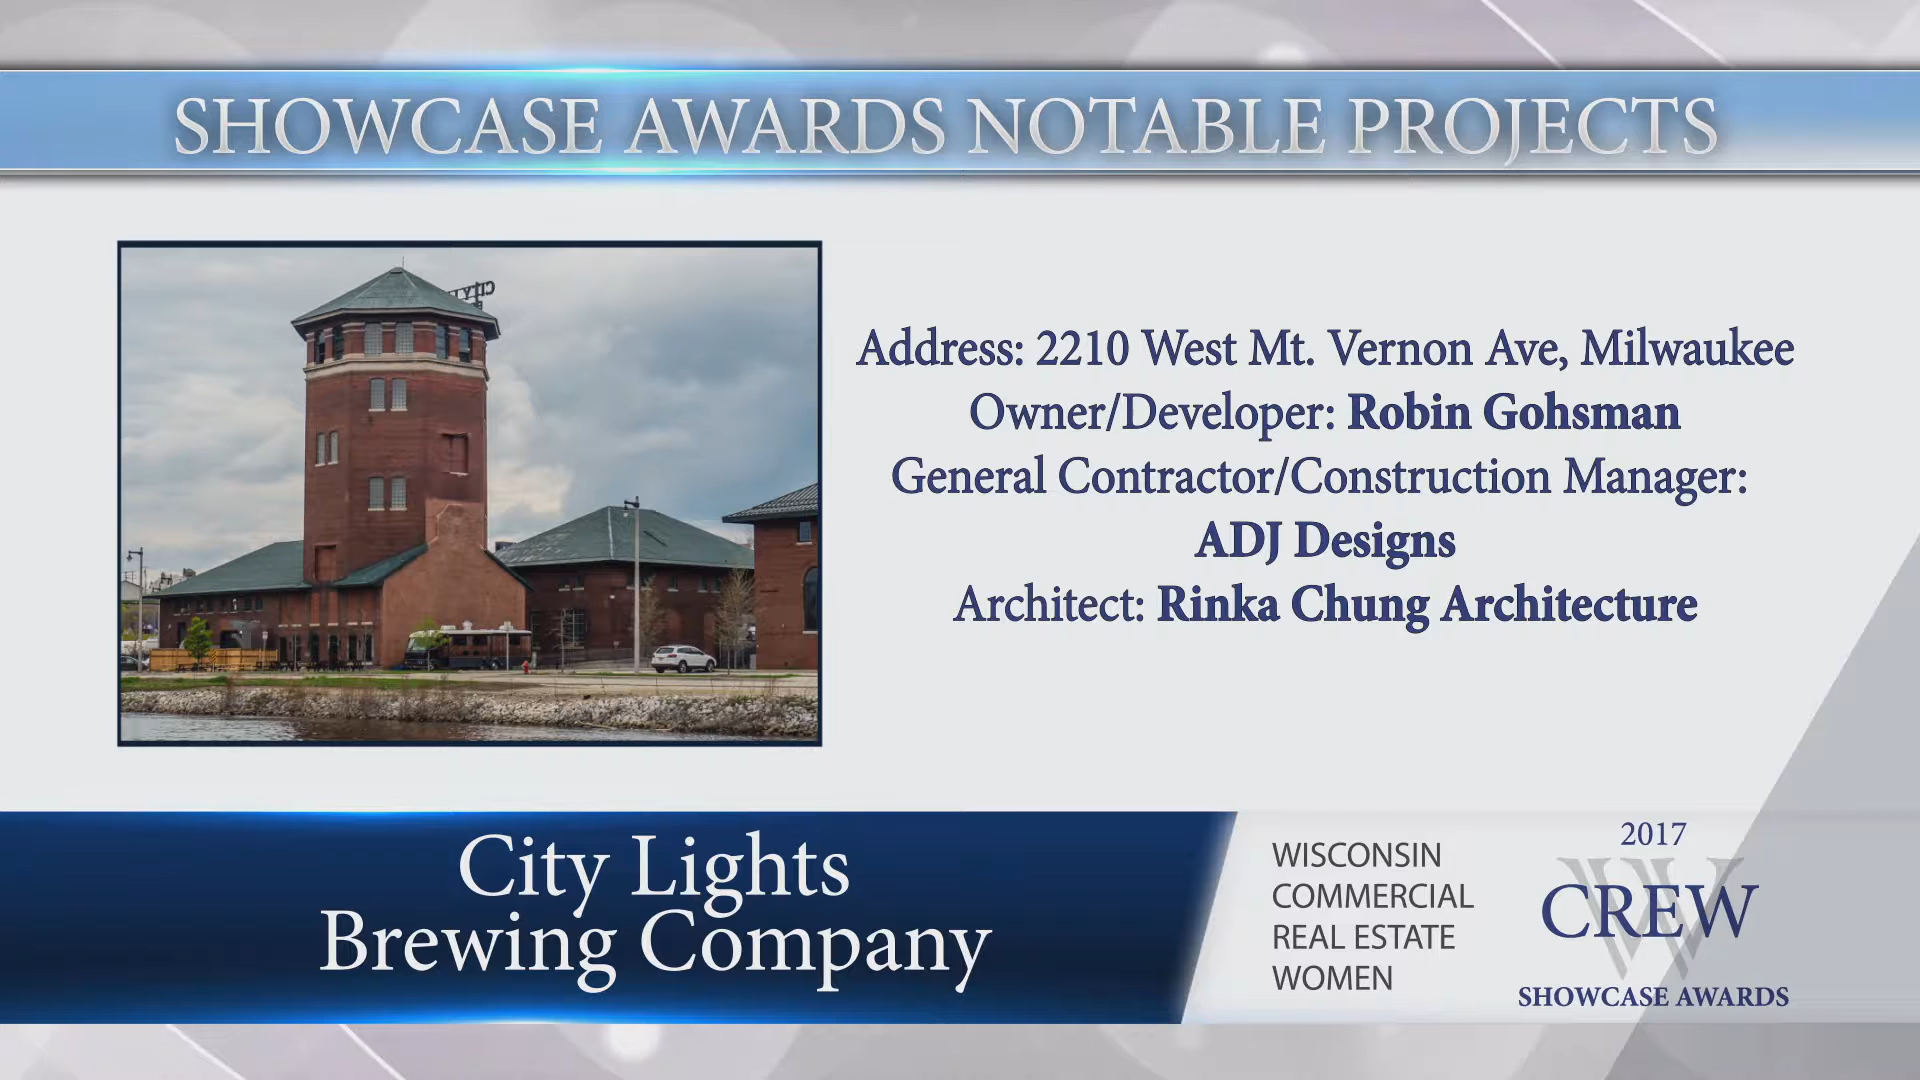 SHOWCASE AWARDS NOTABLE PROJECTS
Address: 2210 West Mt. Vernon Ave, Milwaukee
Owner/Developer: Robin Gohsman
General Contractor/Construction Manager:
ADJ Designs
Architect: Rinka Chung Architecture
City Lights
Brewing Company
WISCONSIN
COMMERCIAL
REAL ESTATE
WOMEN
2017
W
CREW
SHOWCASE AWARDS